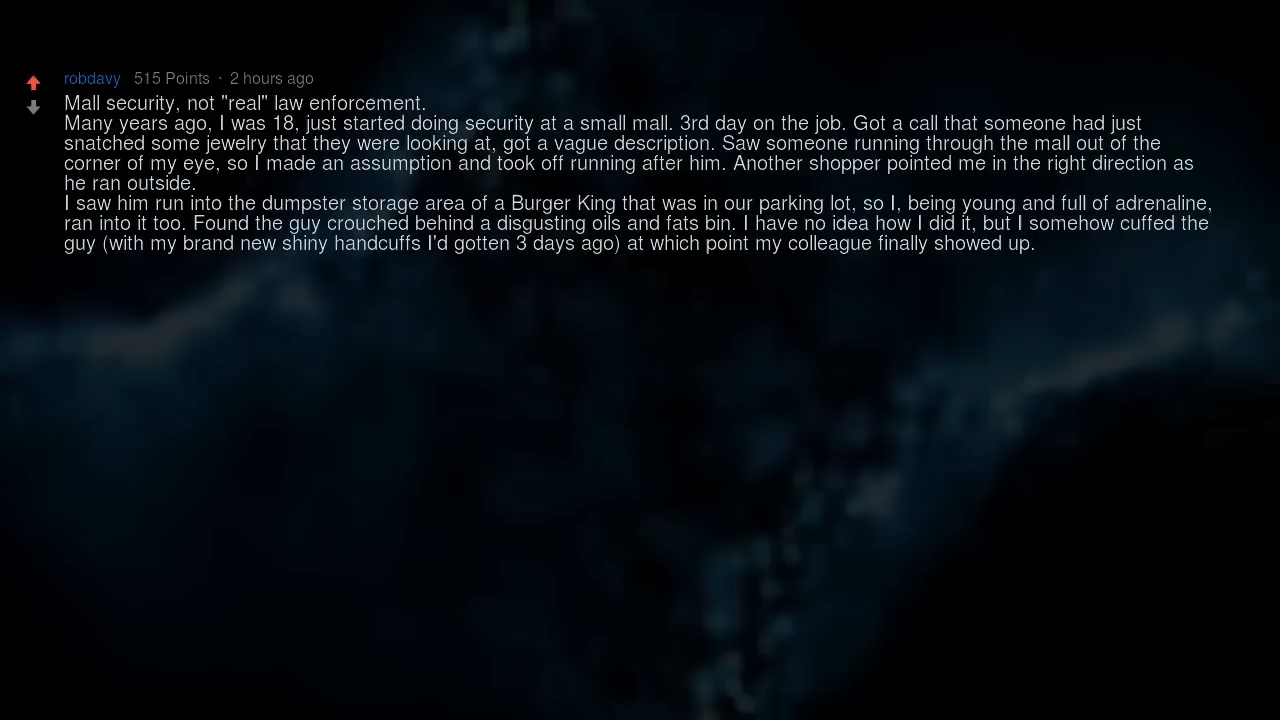 robdavy 515 Points · 2 hours ago
Mall security, not "real" law enforcement.
Many years ago, I was 18, just started doing security at a small mall. 3rd day on the job. Got a call that someone had just
snatched some jewelry that they were looking at, got a vague description. Saw someone running through the mall out of the
corner of my eye, so I made an assumption and took off running after him. Another shopper pointed me in the right direction as
he ran outside.
I saw him run into the dumpster storage area of a Burger King that was in our parking lot, so I, being young and full of adrenaline,
ran into it too. Found the guy crouched behind a disgusting oils and fats bin. I have no idea how I did it, but I somehow cuffed the
guy (with my brand new shiny handcuffs I'd gotten 3 days ago) at which point my colleague finally showed up.